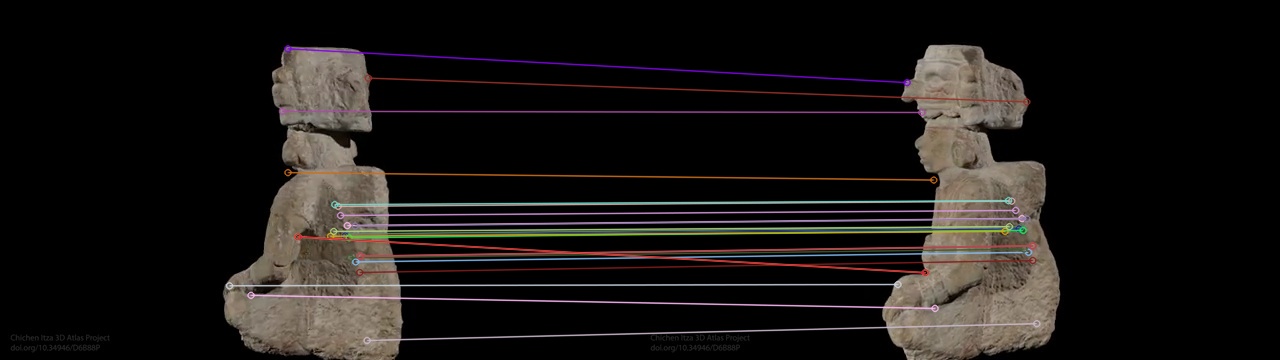 Chichen Itza 3D Atlas Project
doi.org/10.34946/D6B88P
Chichen Itza 3D Atlas Project
doi.org/10.34946/D6B88P